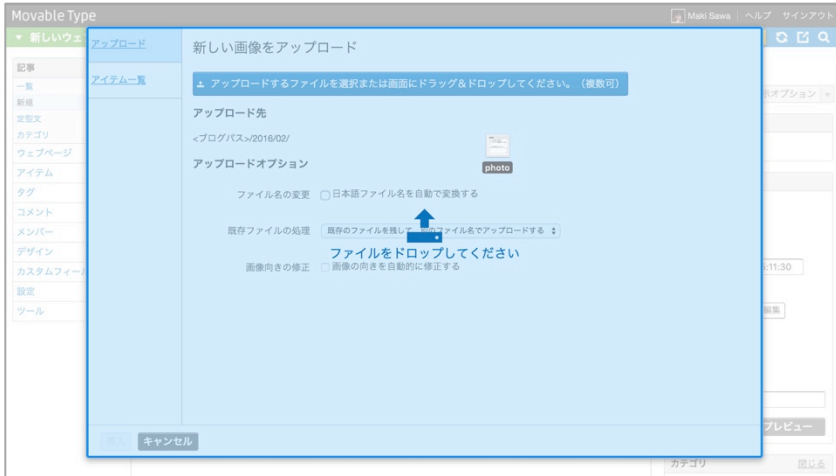 Movable Type
Maki Sawa ヘルプ サインアウト
新しいウェ
記事
一覧
新規
定型文
カテゴリ
ウェブページ
アイテム
タグ
コメント
メンバー
デザイン
カスタムフィール
設定
ツール
アップロード
アイテム一覧
新しい画像をアップロード
アップロードするファイルを選択または画面にドラッグ&ドロップしてください。（複数可）
アップロード先
<ブログパス>/2016/02/
photo
アップロードオプション
ファイル名の変更 日本語ファイル名を自動で変換する
既存ファイルの処理 既存のファイルを残して、別のファイル名でアップロードする
ファイルをドロップしてください
画像向きの修正 画像の向きを自動的に修正する
挿入 キャンセル
示オプション
:11:30
編集
プレビュー
カテゴリ 閉じる